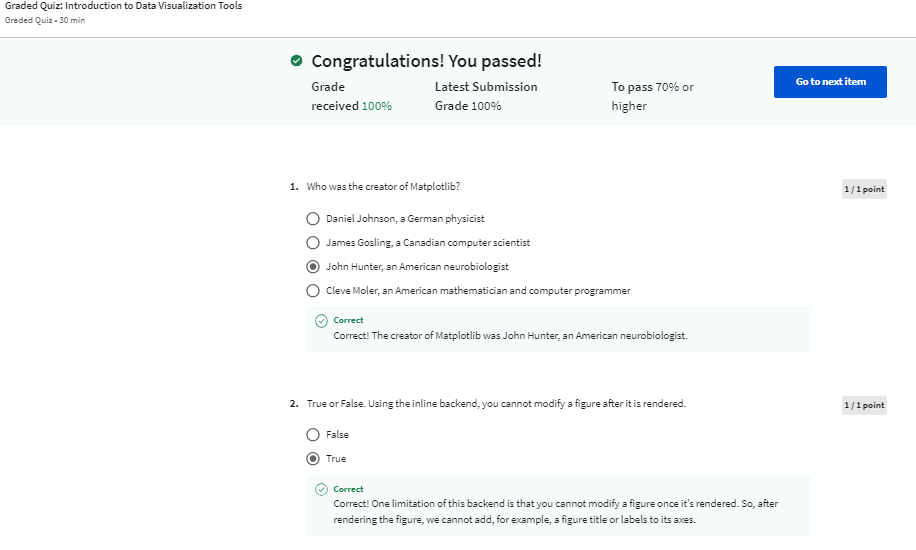 Graded Quiz: Introduction to Data Visualization Tools
Graded Quiz • 30 min
Congratulations! You passed!
Grade received 100%
Latest Submission Grade 100%
To pass 70% or higher
Go to next item
1. Who was the creator of Matplotlib?
1 / 1 point
Daniel Johnson, a German physicist
James Gosling, a Canadian computer scientist
John Hunter, an American neurobiologist
Cleve Moler, an American mathematician and computer programmer
Correct
Correct! The creator of Matplotlib was John Hunter, an American neurobiologist.
2. True or False. Using the inline backend, you cannot modify a figure after it is rendered.
1 / 1 point
False
True
Correct
Correct! One limitation of this backend is that you cannot modify a figure once it's rendered. So, after
rendering the figure, we cannot add, for example, a figure title or labels to its axes.